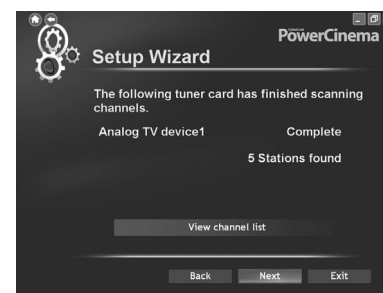 CyberLink
PowerCinema
Setup Wizard
The following tuner card has finished scanning
channels.
Analog TV device1 Complete
5 Stations found
View channel list
Back Next Exit